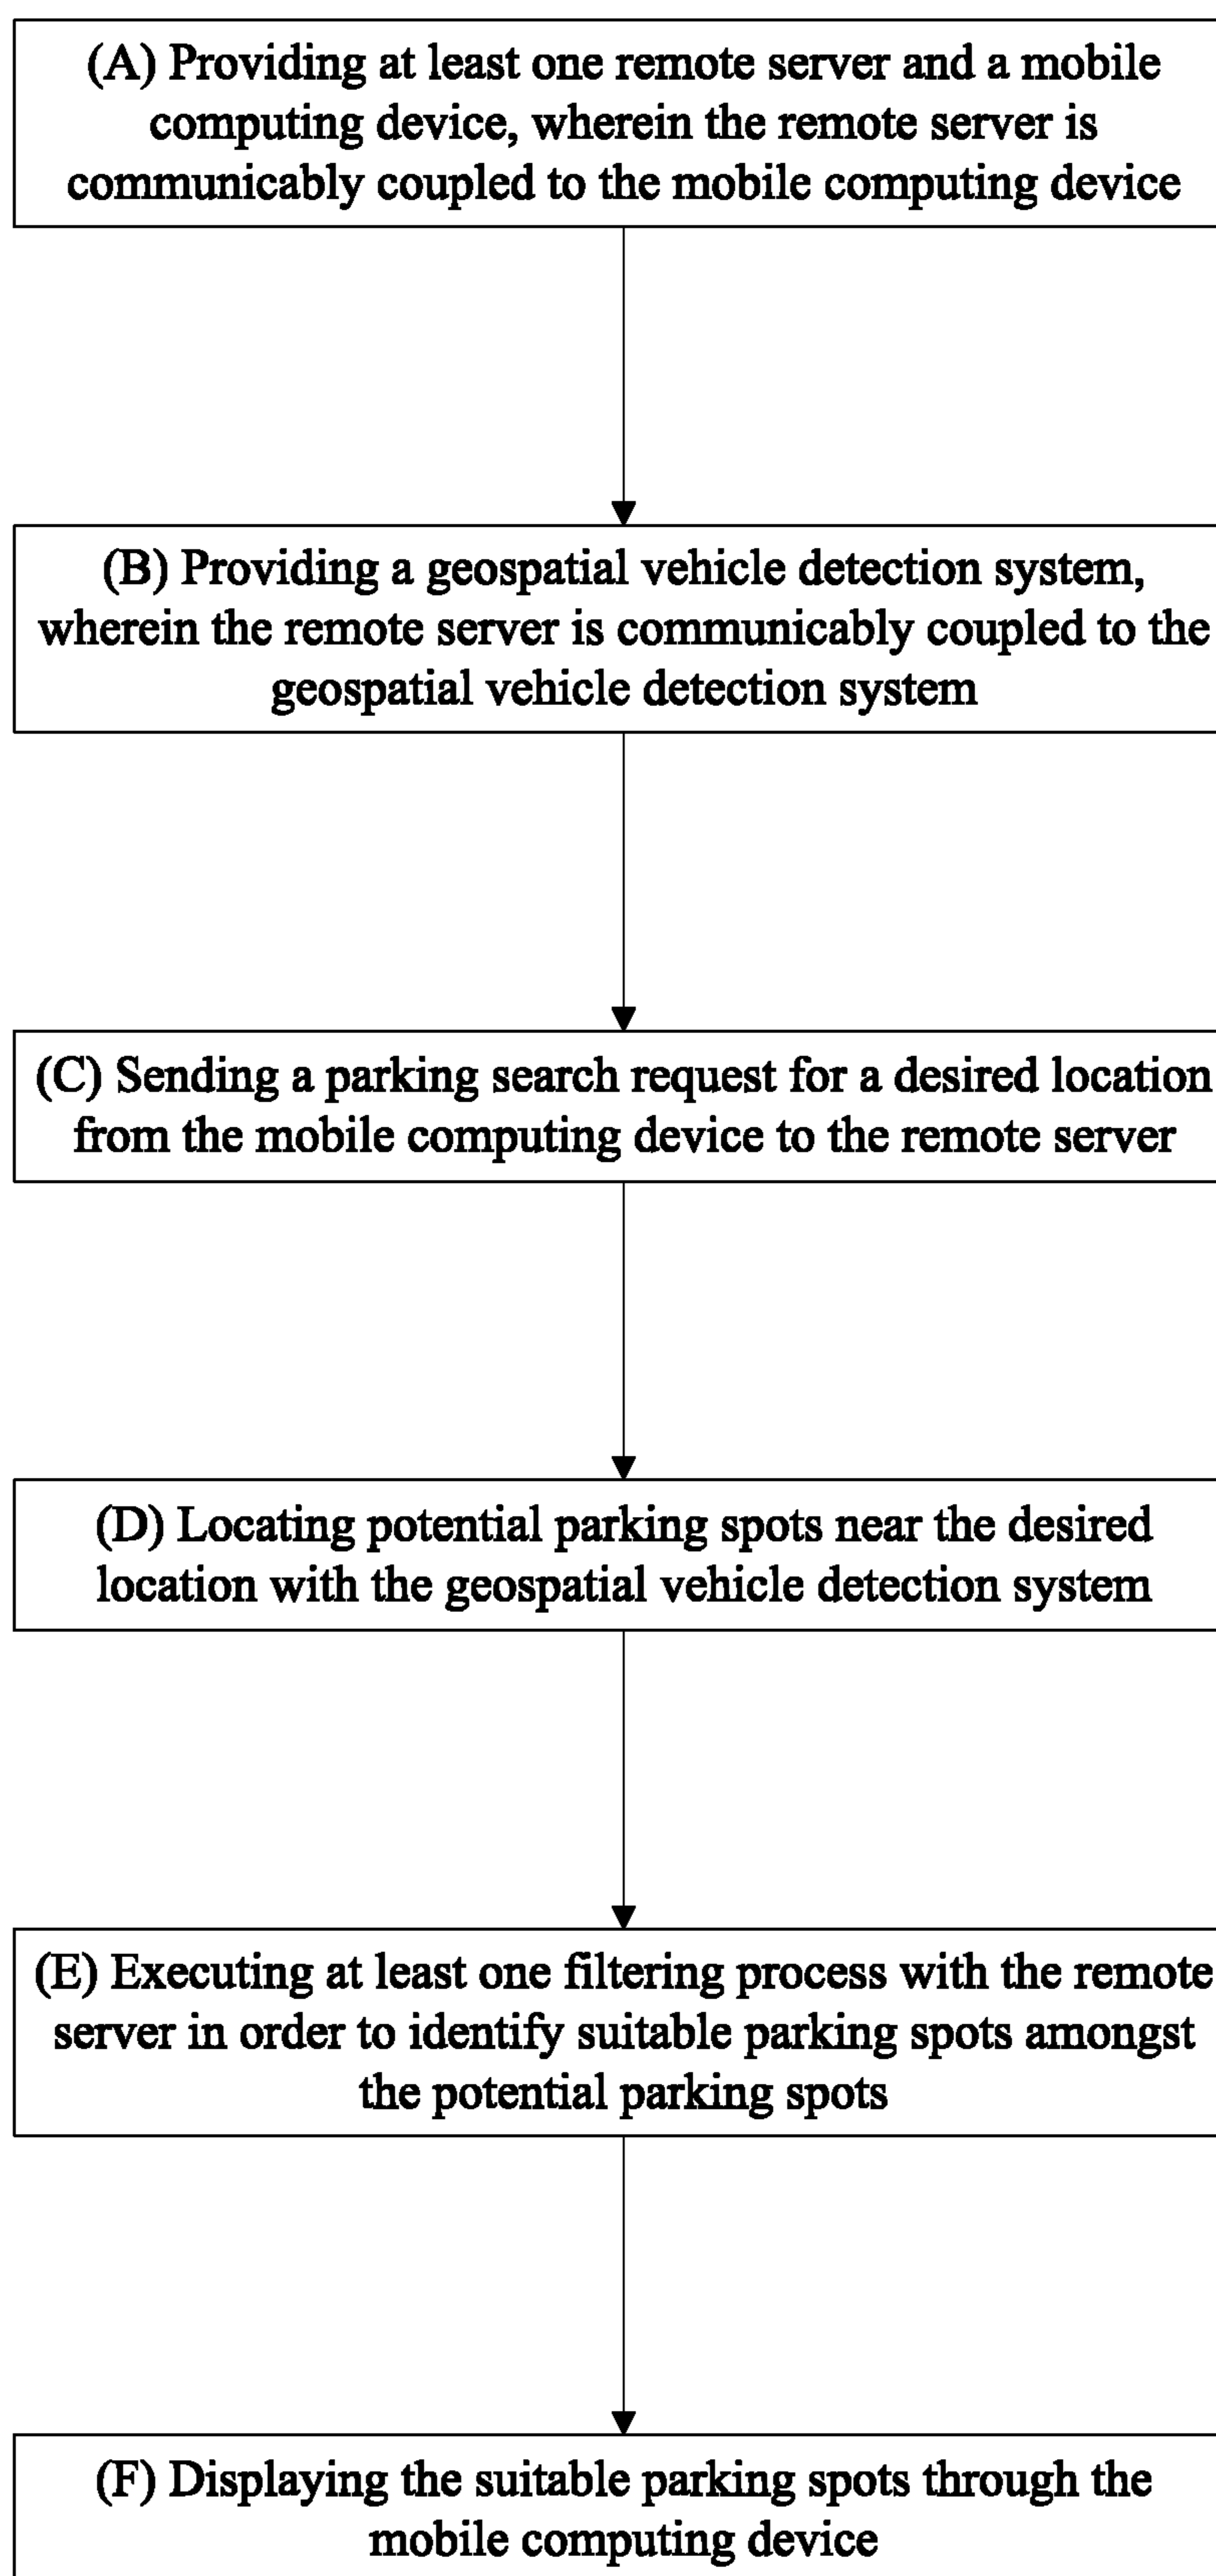 (A) Providing at least one remote server and a mobile
computing device, wherein the remote server is
communicably coupled to the mobile computing device
(B) Providing a geospatial vehicle detection system,
wherein the remote server is communicably coupled to the
geospatial vehicle detection system
(C) Sending a parking search request for a desired location
from the mobile computing device to the remote server
(D) Locating potential parking spots near the desired
location with the geospatial vehicle detection system
(E) Executing at least one filtering process with the remote
server in order to identify suitable parking spots amongst
the potential parking spots
(F) Displaying the suitable parking spots through the
mobile computing device